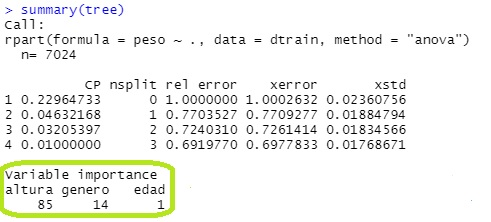 > summary(tree)
Call:
rpart(formula = peso ~ ., data = dtrain, method = "anova")
n= 7024
CP nsplit rel error xerror xstd
1 0.22964733 0 1.0000000 1.0002632 0.02360756
2 0.04632168 1 0.7703527 0.7709277 0.01884794
3 0.03205397 2 0.7240310 0.7261414 0.01834566
4 0.01000000 3 0.6919770 0.6977833 0.01768671
Variable importance
altura genero edad
85 14 1